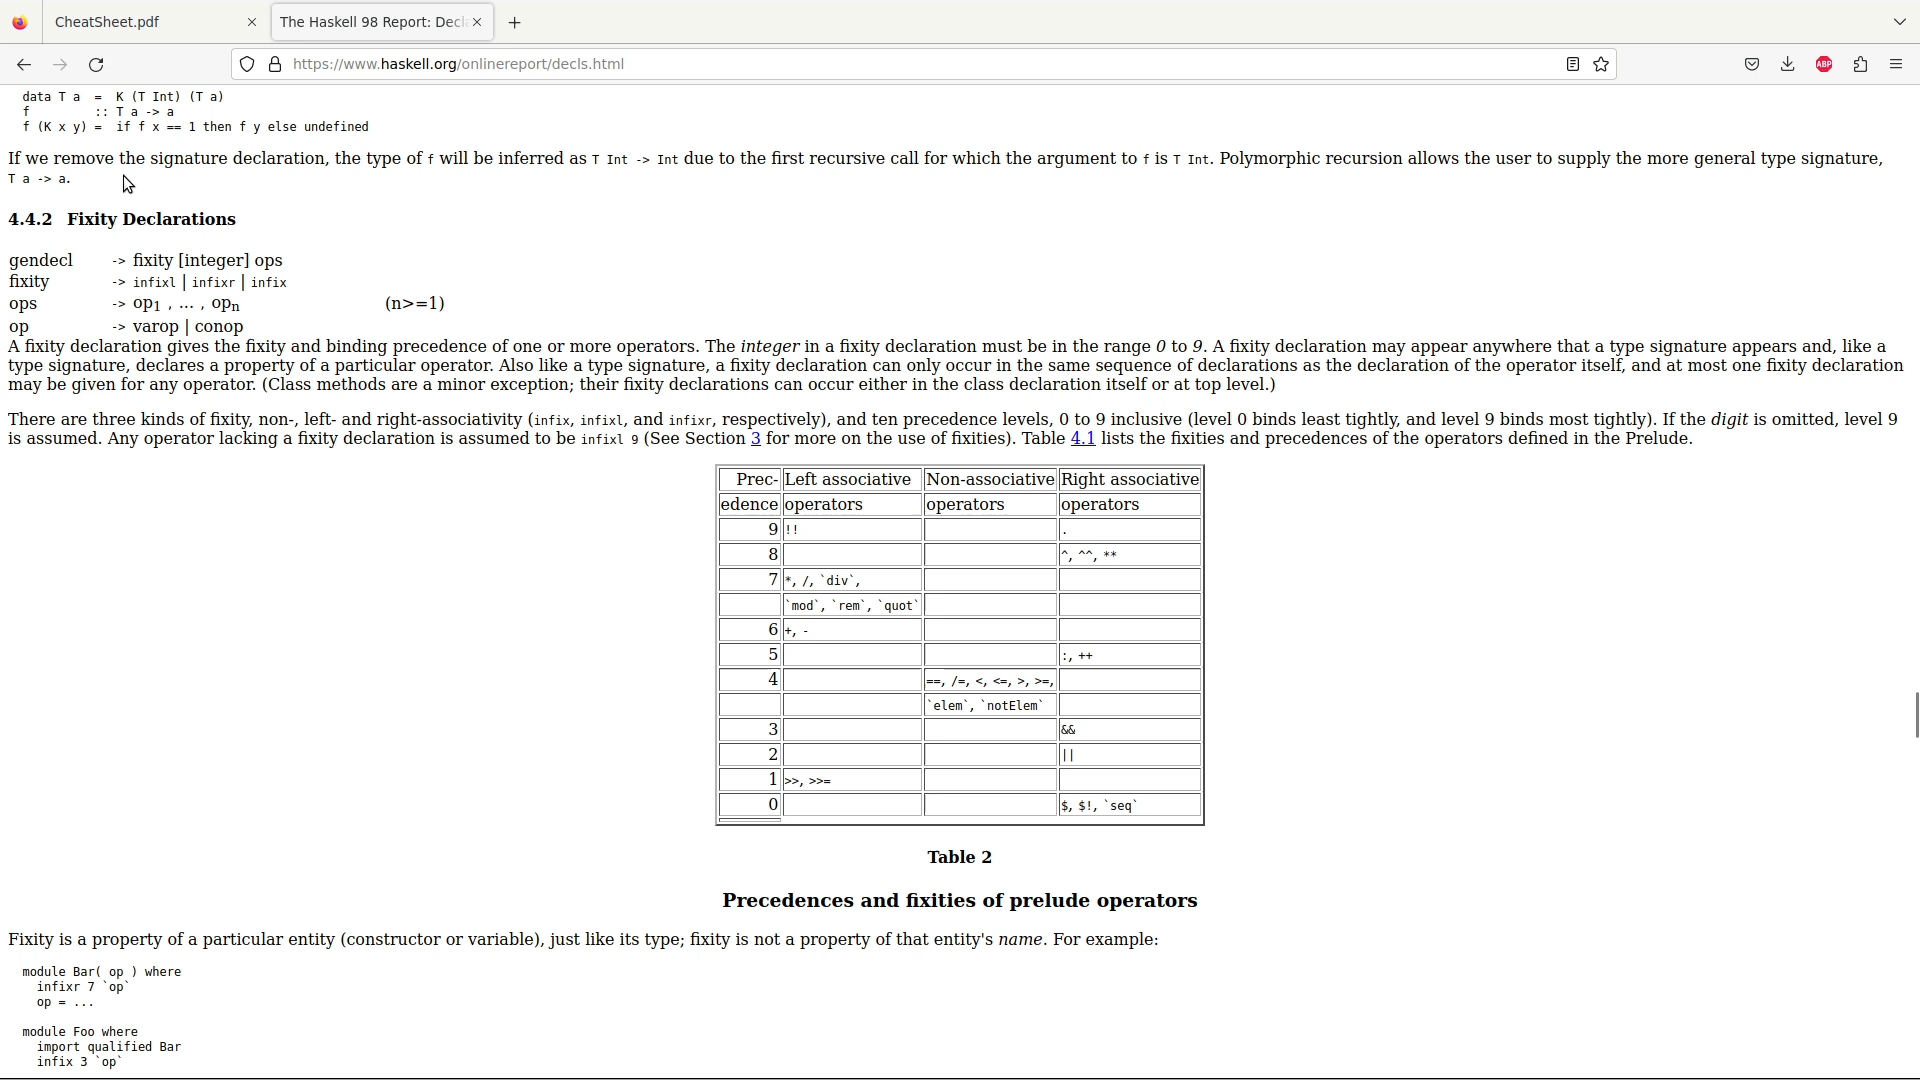 CheatSheet.pdf
The Haskell 98 Report: Decla
https://www.haskell.org/onlinereport/decls.html
ABP
data T a = K (T Int) (T a)
f :: T a -> a
f (K x y) = if f x == 1 then f y else undefined
If we remove the signature declaration, the type of f will be inferred as T Int -> Int due to the first recursive call for which the argument to f is T Int. Polymorphic recursion allows the user to supply the more general type signature,
T a -> a.
4.4.2 Fixity Declarations
gendecl -> fixity [integer] ops
fixity -> infixl | infixr | infix
ops -> op1 , ... , opn (n>=1)
op -> varop | conop
A fixity declaration gives the fixity and binding precedence of one or more operators. The integer in a fixity declaration must be in the range 0 to 9. A fixity declaration may appear anywhere that a type signature appears and, like a
type signature, declares a property of a particular operator. Also like a type signature, a fixity declaration can only occur in the same sequence of declarations as the declaration of the operator itself, and at most one fixity declaration
may be given for any operator. (Class methods are a minor exception; their fixity declarations can occur either in the class declaration itself or at top level.)
There are three kinds of fixity, non-, left- and right-associativity (infix, infixl, and infixr, respectively), and ten precedence levels, 0 to 9 inclusive (level 0 binds least tightly, and level 9 binds most tightly). If the digit is omitted, level 9
is assumed. Any operator lacking a fixity declaration is assumed to be infixl 9 (See Section 3 for more on the use of fixities). Table 4.1 lists the fixities and precedences of the operators defined in the Prelude.
Prec- Left associative Non-associative Right associative
edence operators operators operators
9 !! .
8 ^, ^^, **
7 *, /, `div`,
`mod`, `rem`, `quot`
6 +, -
5 :, ++
4 ==, /=, <, <=, >, >=,
`elem`, `notElem`
3 &&
2 ||
1 >>, >>=
0 $, $!, `seq`
Table 2
Precedences and fixities of prelude operators
Fixity is a property of a particular entity (constructor or variable), just like its type; fixity is not a property of that entity's name. For example:
module Bar( op ) where
infixr 7 `op`
op = ...
module Foo where
import qualified Bar
infix 3 `op`